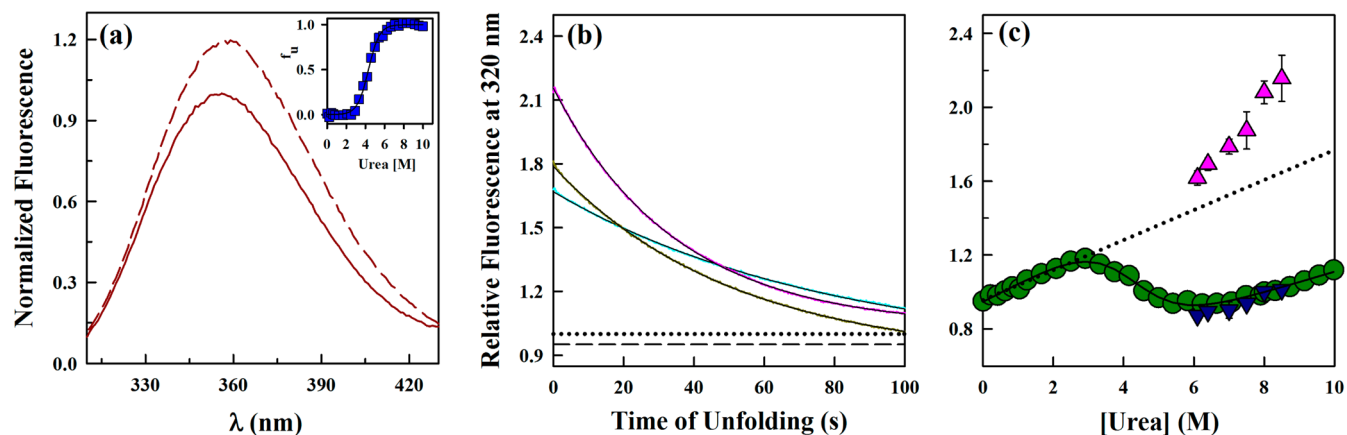 (a)
Normalized Fluorescence
1.2
0.9
0.6
0.3
0.0
330 360 390 420
λ (nm)
f_u
1.0
0.5
0.0
0 2 4 6 8 10
Urea [M]
(b)
Relative Fluorescence at 320 nm
2.4
2.1
1.8
1.5
1.2
0.9
0 20 40 60 80 100
Time of Unfolding (s)
(c)
2.4
2.0
1.6
1.2
0.8
0 2 4 6 8 10
[Urea] (M)